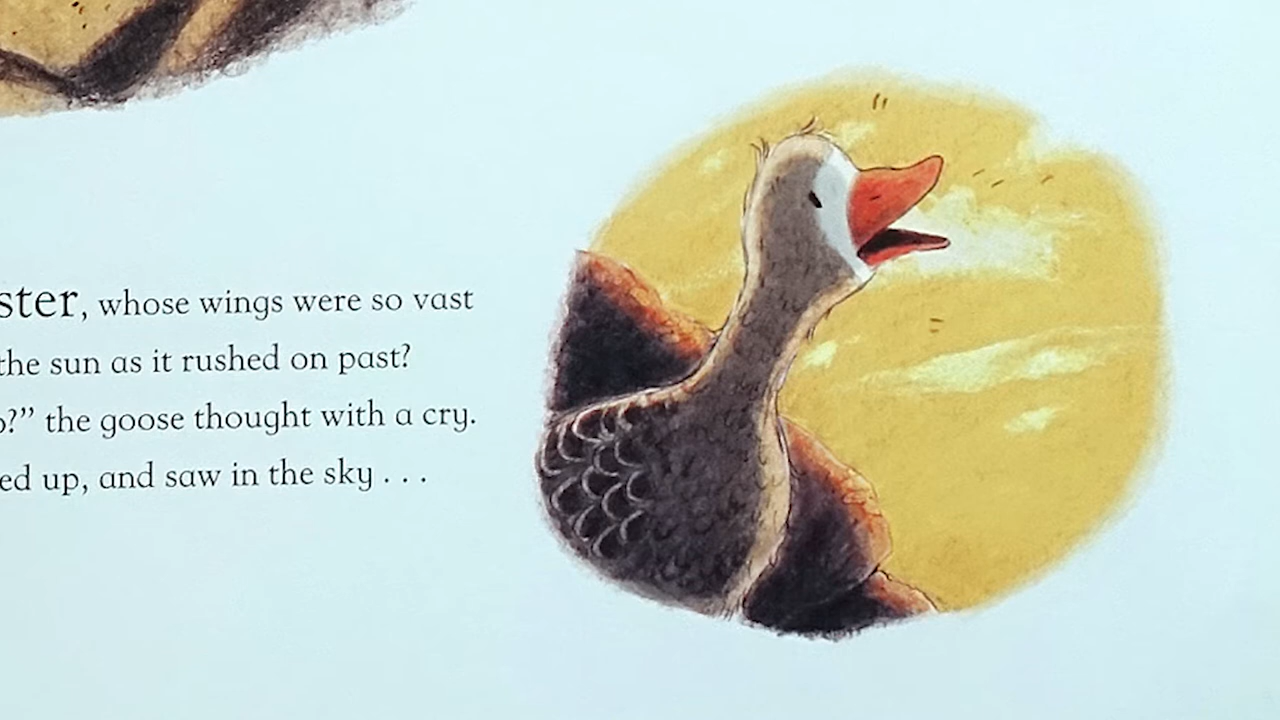 ster, whose wings were so vast
the sun as it rushed on past?
?” the goose thought with a cry.
ed up, and saw in the sky . . .